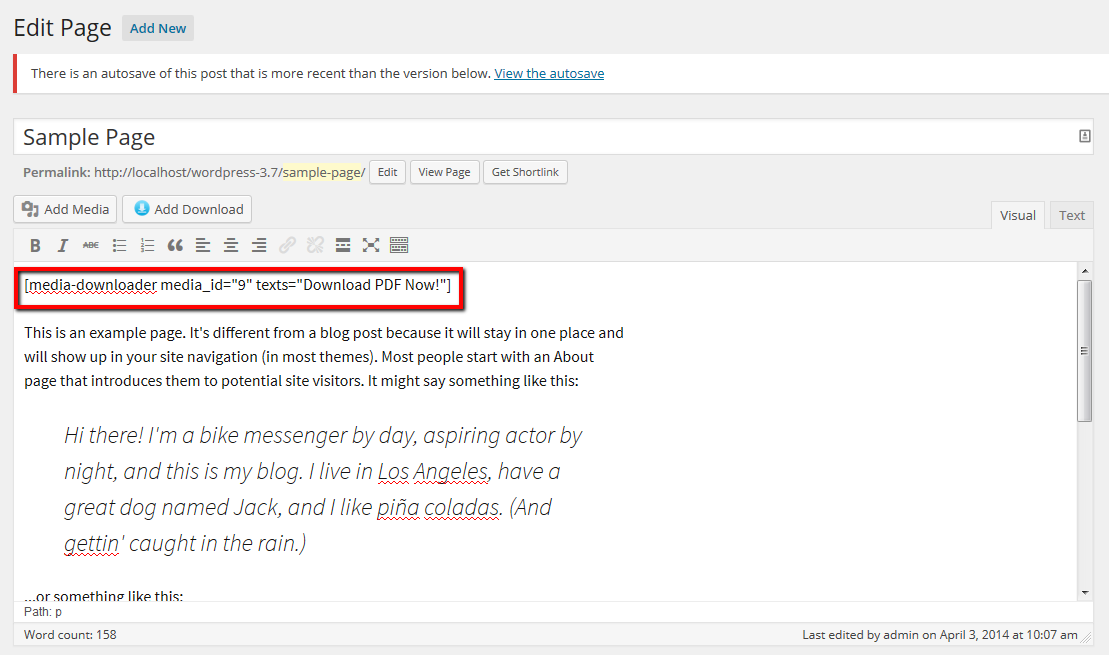 Edit Page Add New
There is an autosave of this post that is more recent than the version below. View the autosave
Sample Page
Permalink: http://localhost/wordpress-3.7/sample-page/ Edit View Page Get Shortlink
Add Media Add Download Visual Text
B I ABC
[media-downloader media_id="9" texts="Download PDF Now!"]
This is an example page. It's different from a blog post because it will stay in one place and
will show up in your site navigation (in most themes). Most people start with an About
page that introduces them to potential site visitors. It might say something like this:
Hi there! I'm a bike messenger by day, aspiring actor by
night, and this is my blog. I live in Los Angeles, have a
great dog named Jack, and I like piña coladas. (And
gettin' caught in the rain.)
...or something like this:
Path: p
Word count: 158 Last edited by admin on April 3, 2014 at 10:07 am